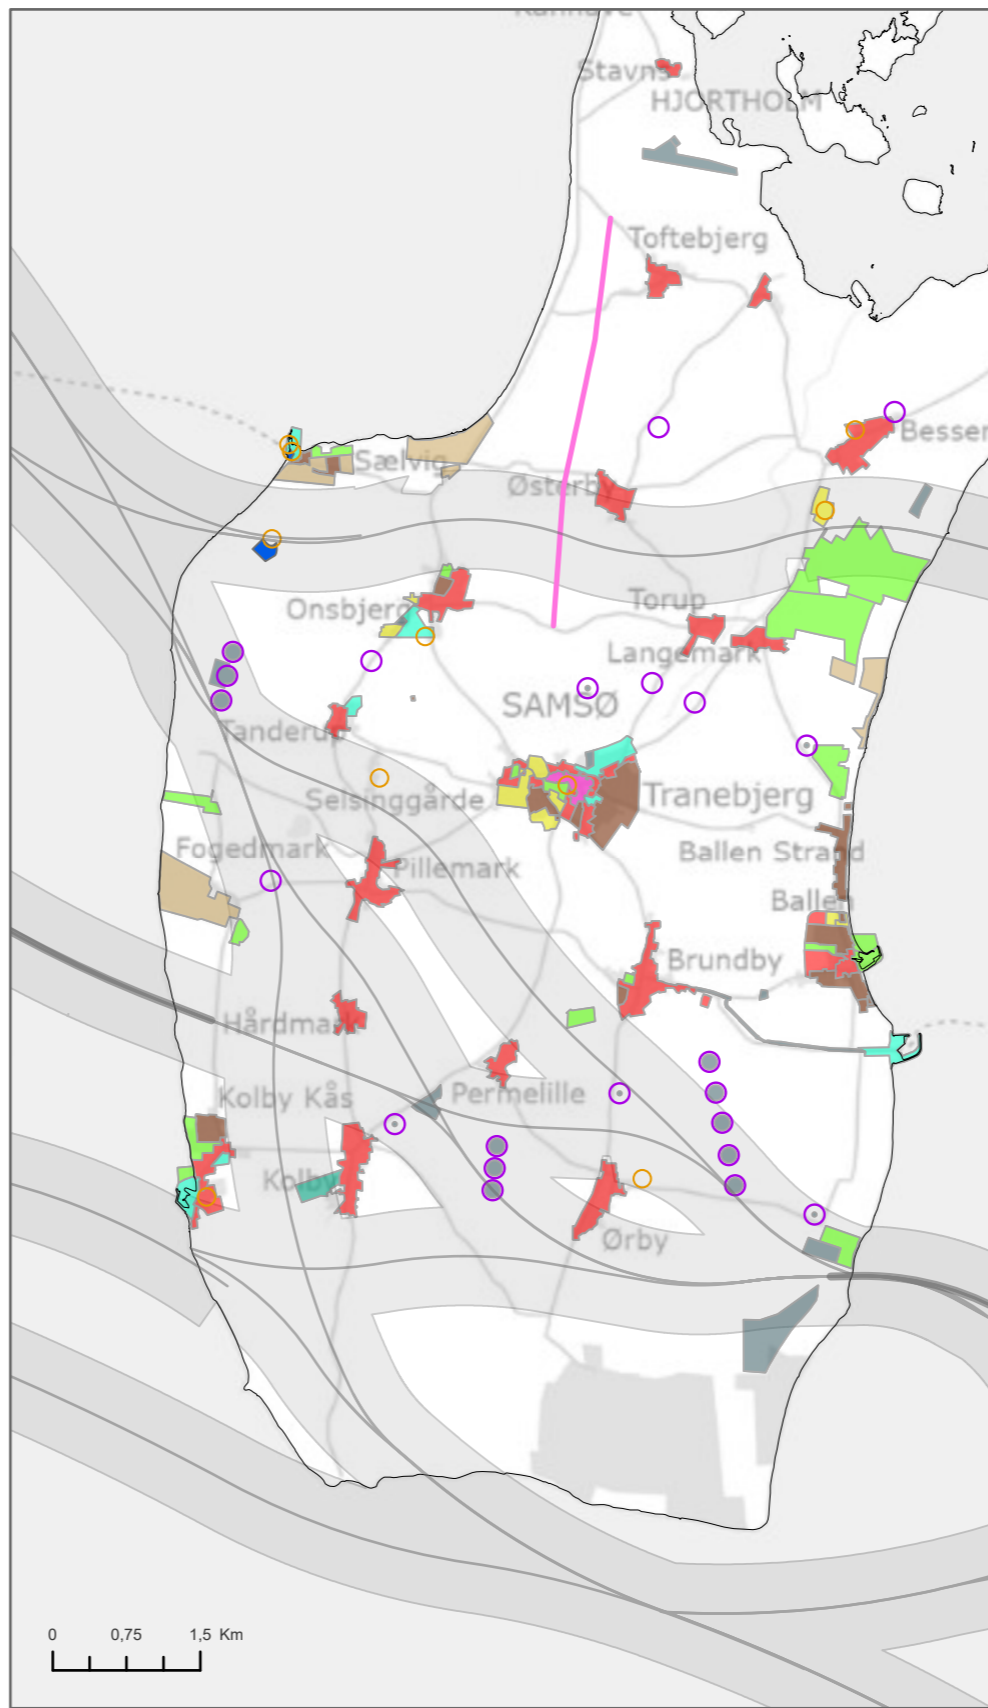 Stavns
HJORTHOLM
Toftebjerg
Besser
Sælvig
Østerby
Onsbjerg
Torup
Langemark
SAMSØ
Tanderup
Selsinggårde
Tranebjerg
Fogedmark
Pillemark
Ballen Strand
Ballen
Brundby
Hårdmark
Kolby Kås
Permelille
Kolby
Ørby
0 0,75 1,5 Km